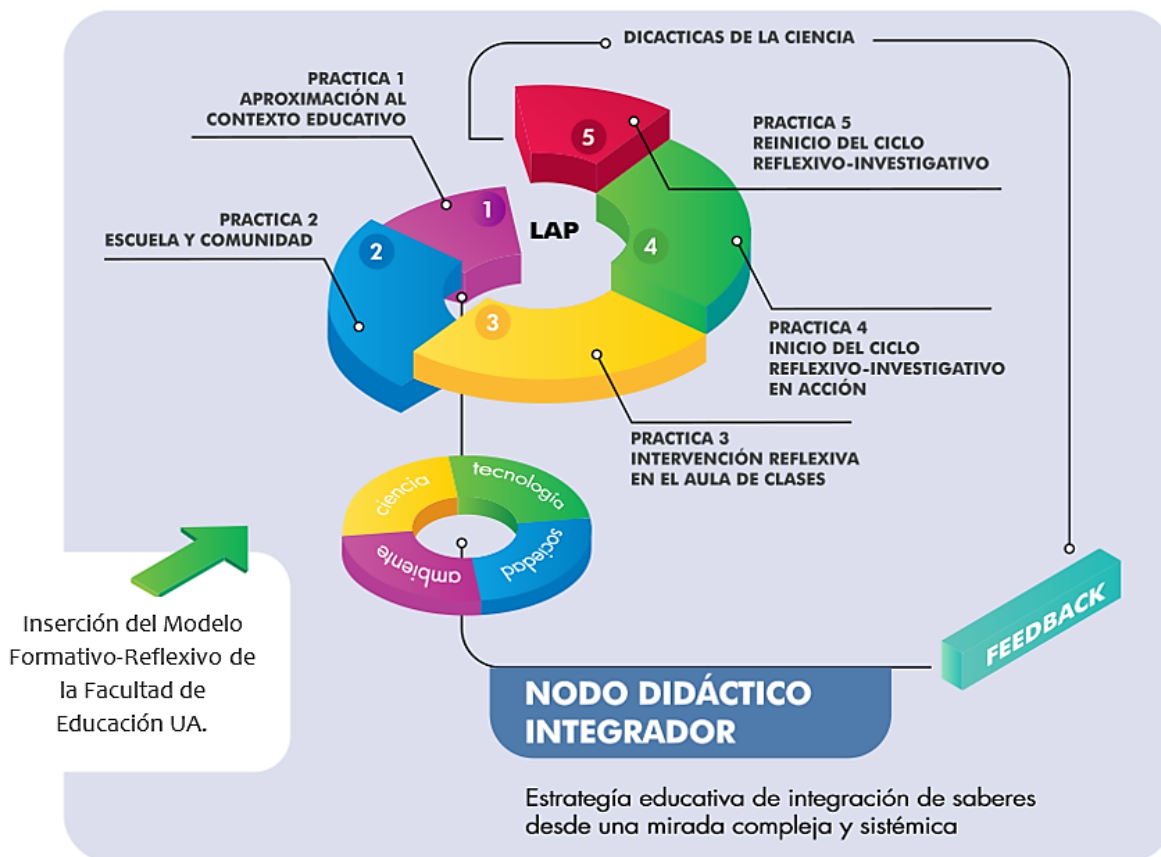 DICACTICAS DE LA CIENCIA
PRACTICA 1
APROXIMACIÓN AL
CONTEXTO EDUCATIVO
PRACTICA 5
REINICIO DEL CICLO
REFLEXIVO-INVESTIGATIVO
5
1
LAP
PRACTICA 2
ESCUELA Y COMUNIDAD
2
4
3
PRACTICA 4
INICIO DEL CICLO
REFLEXIVO-INVESTIGATIVO
EN ACCIÓN
PRACTICA 3
INTERVENCIÓN REFLEXIVA
EN EL AULA DE CLASES
ciencia
tecnología
ambiente
sociedad
Inserción del Modelo
Formativo-Reflexivo de
la Facultad de
Educación UA.
FEEDBACK
NODO DIDÁCTICO
INTEGRADOR
Estrategía educativa de integración de saberes
desde una mirada compleja y sistémica